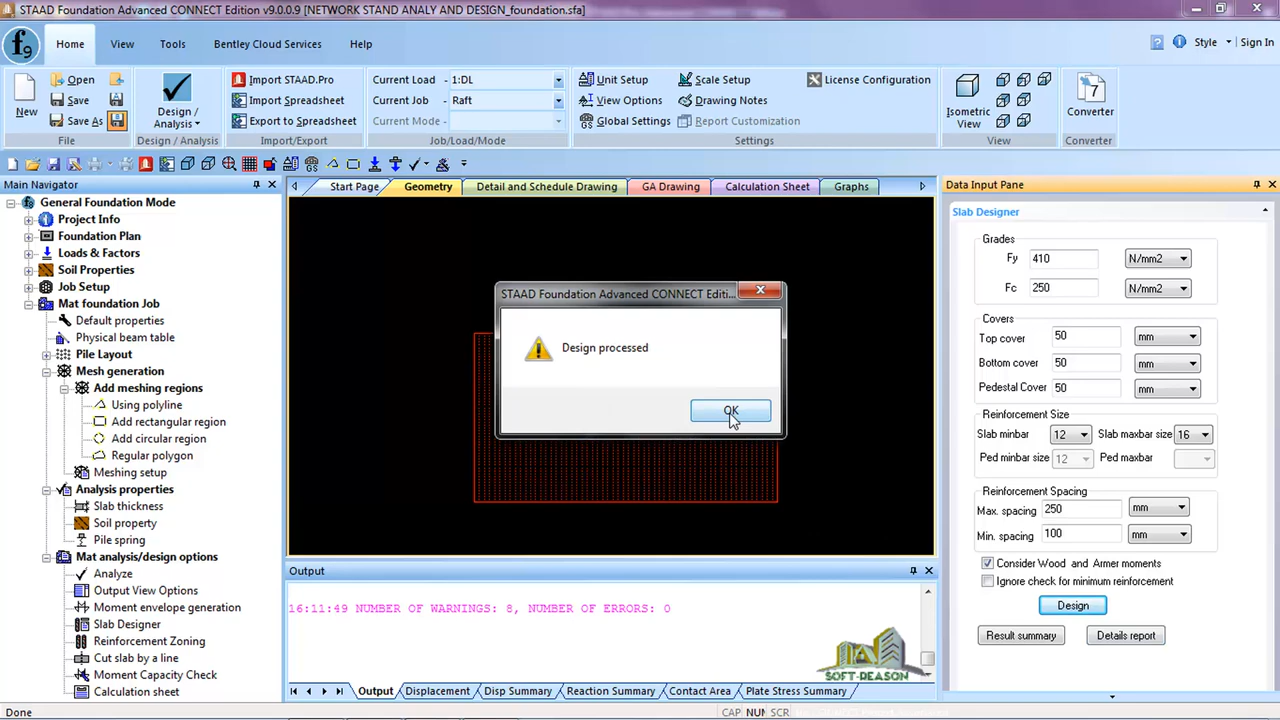 STAAD Foundation Advanced CONNECT Edition v9.0.0.9 [NETWORK STAND ANALY AND DESIGN_foundation.sfa]
f9 Home View Tools Bentley Cloud Services Help Style Sign In
New
Open
Save
Save As
File
Design / Analysis
Design / Analysis
Import STAAD.Pro
Import Spreadsheet
Export to Spreadsheet
Import/Export
Current Load 1:DL
Current Job Raft
Current Mode
Job/Load/Mode
Unit Setup Scale Setup License Configuration
View Options Drawing Notes
Global Settings Report Customization
Settings
Isometric View
View
Converter
Converter
Main Navigator
General Foundation Mode
Project Info
Foundation Plan
Loads & Factors
Soil Properties
Job Setup
Mat foundation Job
Default properties
Physical beam table
Pile Layout
Mesh generation
Add meshing regions
Using polyline
Add rectangular region
Add circular region
Regular polygon
Meshing setup
Analysis properties
Slab thickness
Soil property
Pile spring
Mat analysis/design options
Analyze
Output View Options
Moment envelope generation
Slab Designer
Reinforcement Zoning
Cut slab by a line
Moment Capacity Check
Calculation sheet
Start Page Geometry Detail and Schedule Drawing GA Drawing Calculation Sheet Graphs
STAAD Foundation Advanced CONNECT Editi...
Design processed
OK
Output
16:11:49 NUMBER OF WARNINGS: 8, NUMBER OF ERRORS: 0
SOFT-REASON
Output Displacement Disp Summary Reaction Summary Contact Area Plate Stress Summary
Data Input Pane
Slab Designer
Grades
Fy 410 N/mm2
Fc 250 N/mm2
Covers
Top cover 50 mm
Bottom cover 50 mm
Pedestal Cover 50 mm
Reinforcement Size
Slab minbar 12 Slab maxbar size 16
Ped minbar size 12 Ped maxbar
Reinforcement Spacing
Max. spacing 250 mm
Min. spacing 100 mm
Consider Wood and Armer moments
Ignore check for minimum reinforcement
Design
Result summary Details report
Done CAP NUM SCR